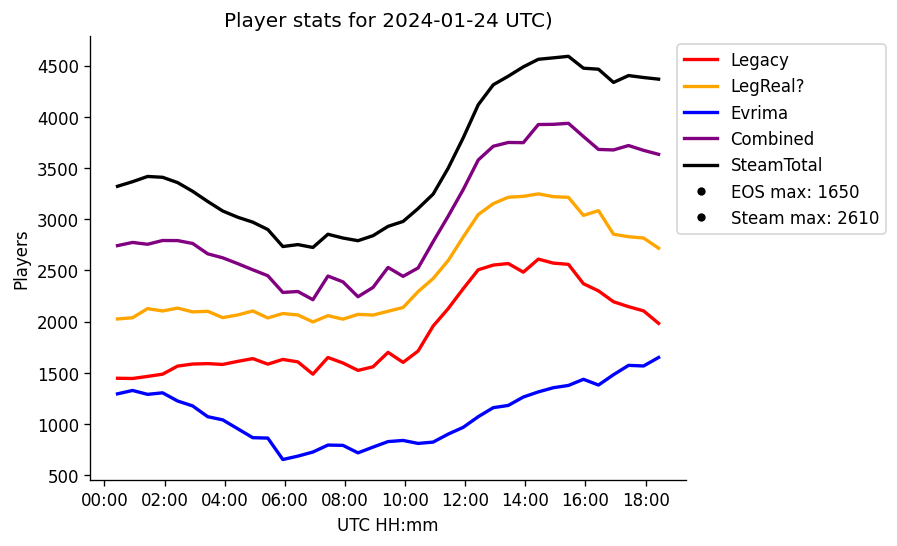 Player stats for 2024-01-24 UTC)
Players
4500
4000
3500
3000
2500
2000
1500
1000
500
00:00 02:00 04:00 06:00 08:00 10:00 12:00 14:00 16:00 18:00
UTC HH:mm
Legacy
LegReal?
Evrima
Combined
SteamTotal
EOS max: 1650
Steam max: 2610